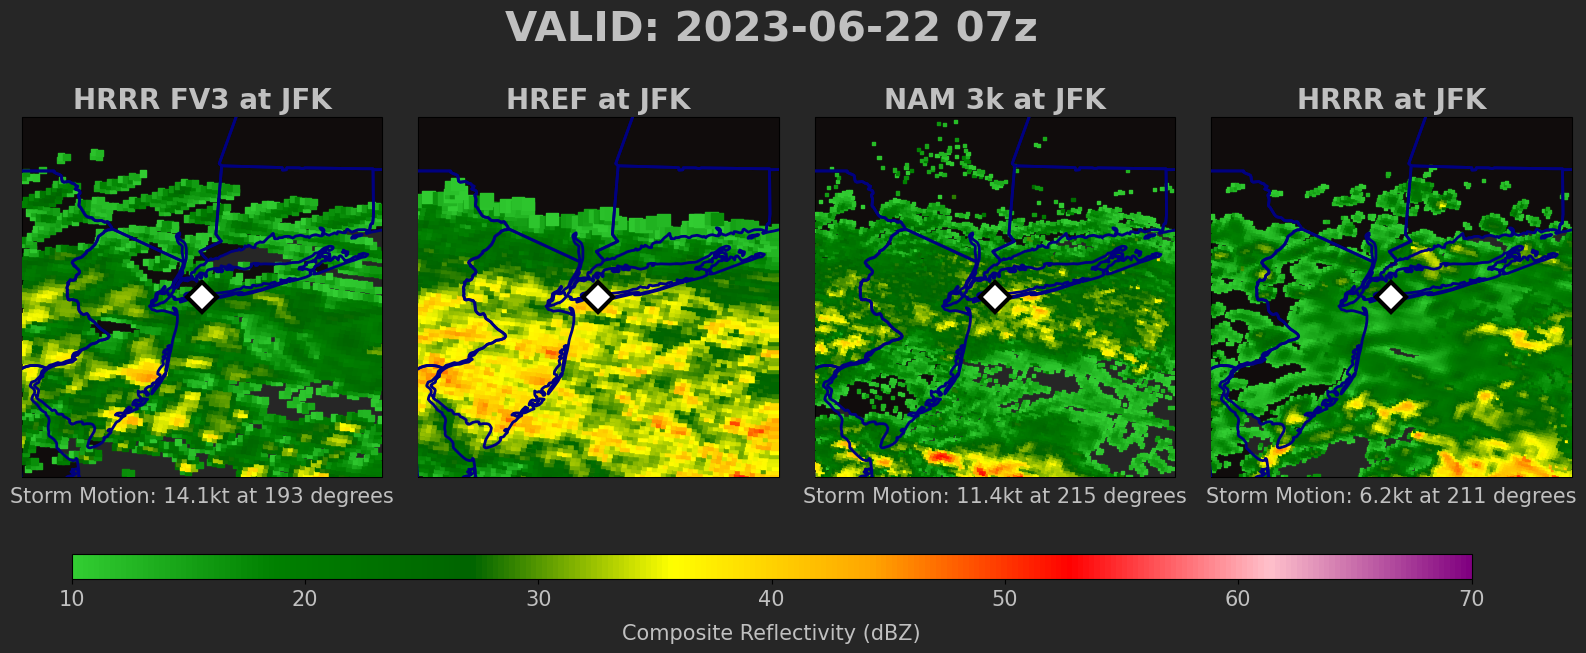 VALID: 2023-06-22 07z
HRRR FV3 at JFK
HREF at JFK
NAM 3k at JFK
HRRR at JFK
Storm Motion: 14.1kt at 193 degrees
Storm Motion: 11.4kt at 215 degrees
Storm Motion: 6.2kt at 211 degrees
10 20 30 40 50 60 70
Composite Reflectivity (dBZ)